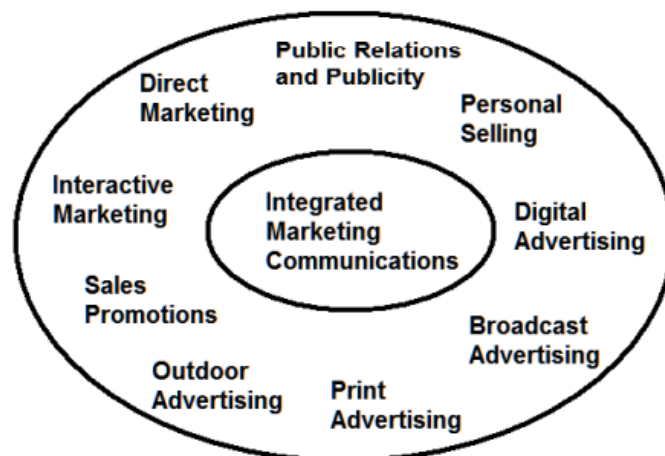 Public Relations
and Publicity
Direct
Marketing
Personal
Selling
Interactive
Marketing
Integrated
Marketing
Communications
Digital
Advertising
Sales
Promotions
Broadcast
Advertising
Outdoor
Advertising
Print
Advertising